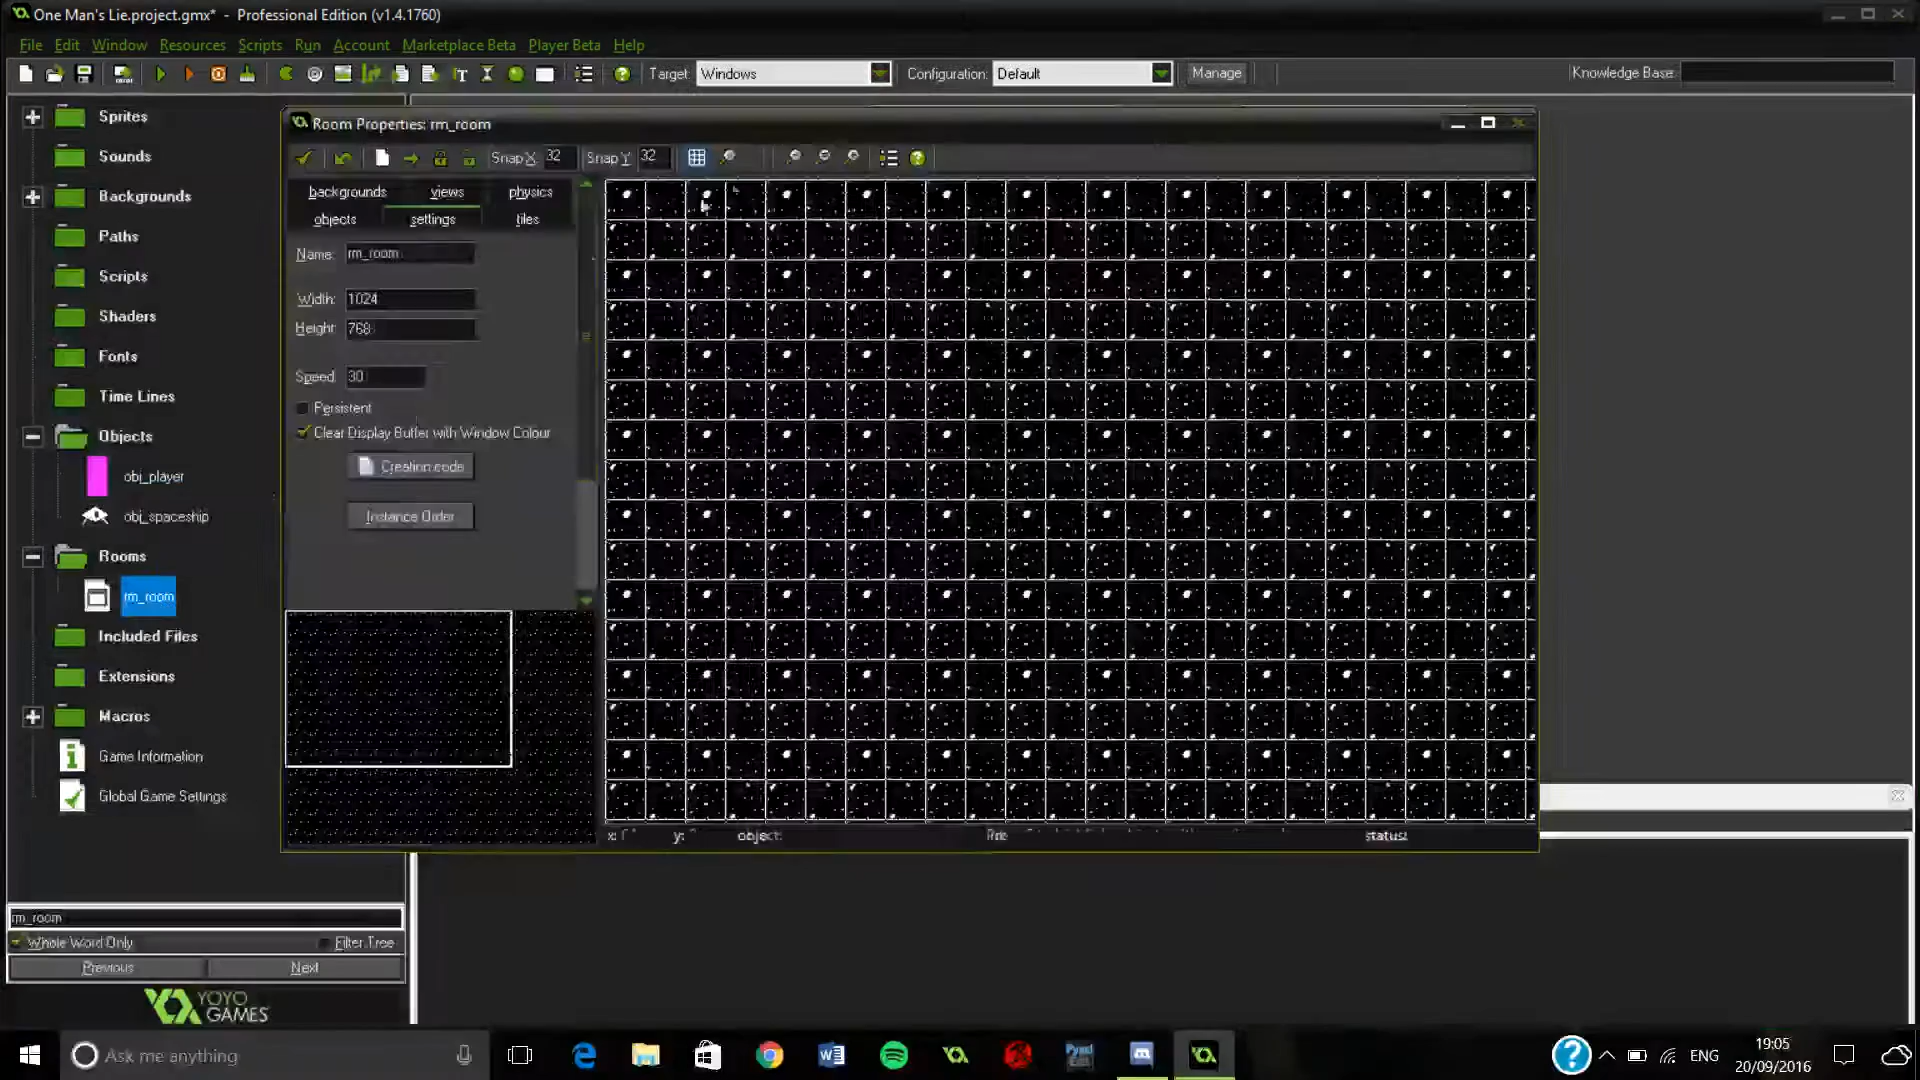 One Man's Lie.project.gmx* - Professional Edition (v1.4.1760)
File Edit Window Resources Scripts Run Account Marketplace Beta Player Beta Help
Target: Windows Configuration: Default Manage Knowledge Base:
Sprites
Sounds
Backgrounds
Paths
Scripts
Shaders
Fonts
Time Lines
Objects
obj_player
obj_spaceship
Rooms
rm_room
Included Files
Extensions
Macros
Game Information
Global Game Settings
rm_room
Whole Word Only Filter Tree
Previous Next
YOYO
GAMES
Room Properties: rm_room
Snap X: 32 Snap Y: 32
backgrounds views physics
objects settings tiles
Name: rm_room
Width: 1024
Height: 768
Speed: 30
Persistent
Clear Display Buffer with Window Colour
Creation code
Instance Order
x: y: object: status:
Ask me anything
ENG
19:05
20/09/2016